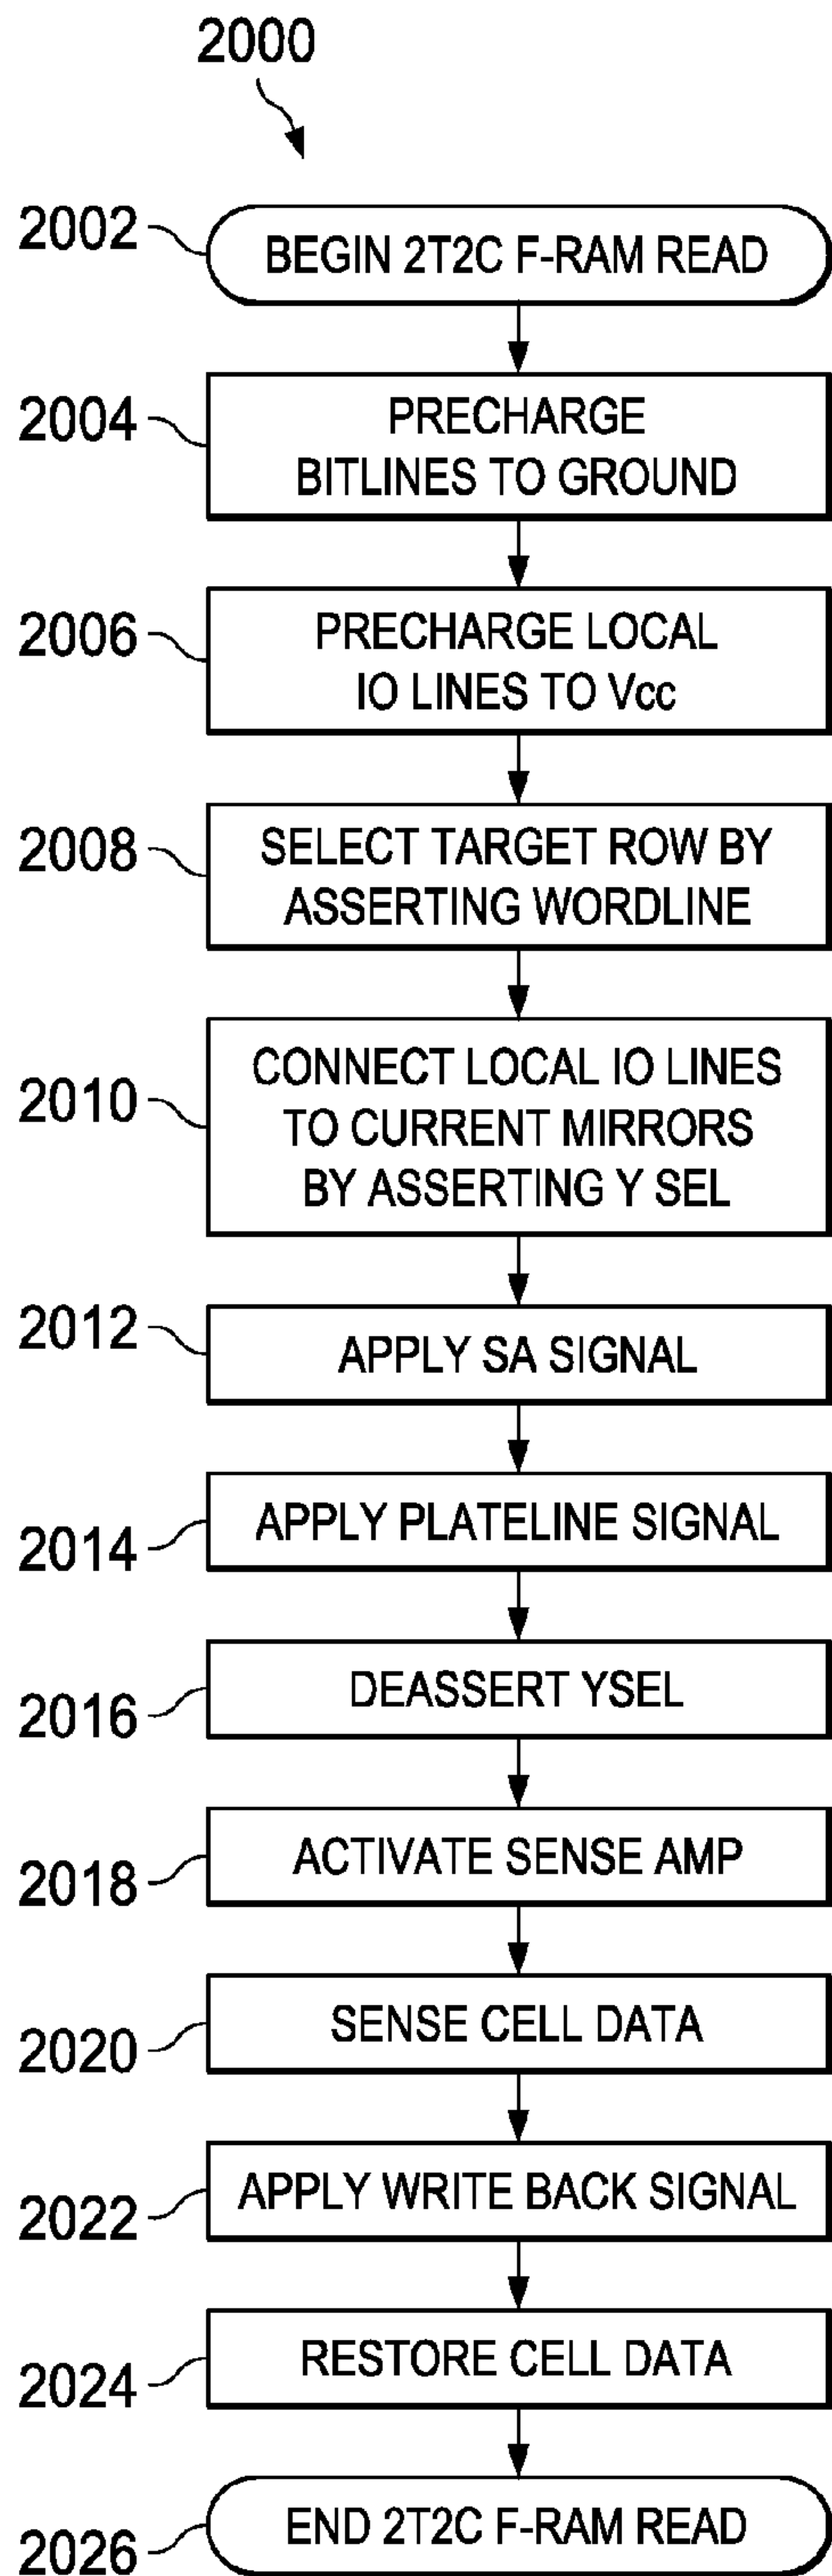 2000
2002
BEGIN 2T2C F-RAM READ
2004
PRECHARGE
BITLINES TO GROUND
2006
PRECHARGE LOCAL
IO LINES TO Vcc
2008
SELECT TARGET ROW BY
ASSERTING WORDLINE
2010
CONNECT LOCAL IO LINES
TO CURRENT MIRRORS
BY ASSERTING Y SEL
2012
APPLY SA SIGNAL
2014
APPLY PLATELINE SIGNAL
2016
DEASSERT YSEL
2018
ACTIVATE SENSE AMP
2020
SENSE CELL DATA
2022
APPLY WRITE BACK SIGNAL
2024
RESTORE CELL DATA
2026
END 2T2C F-RAM READ